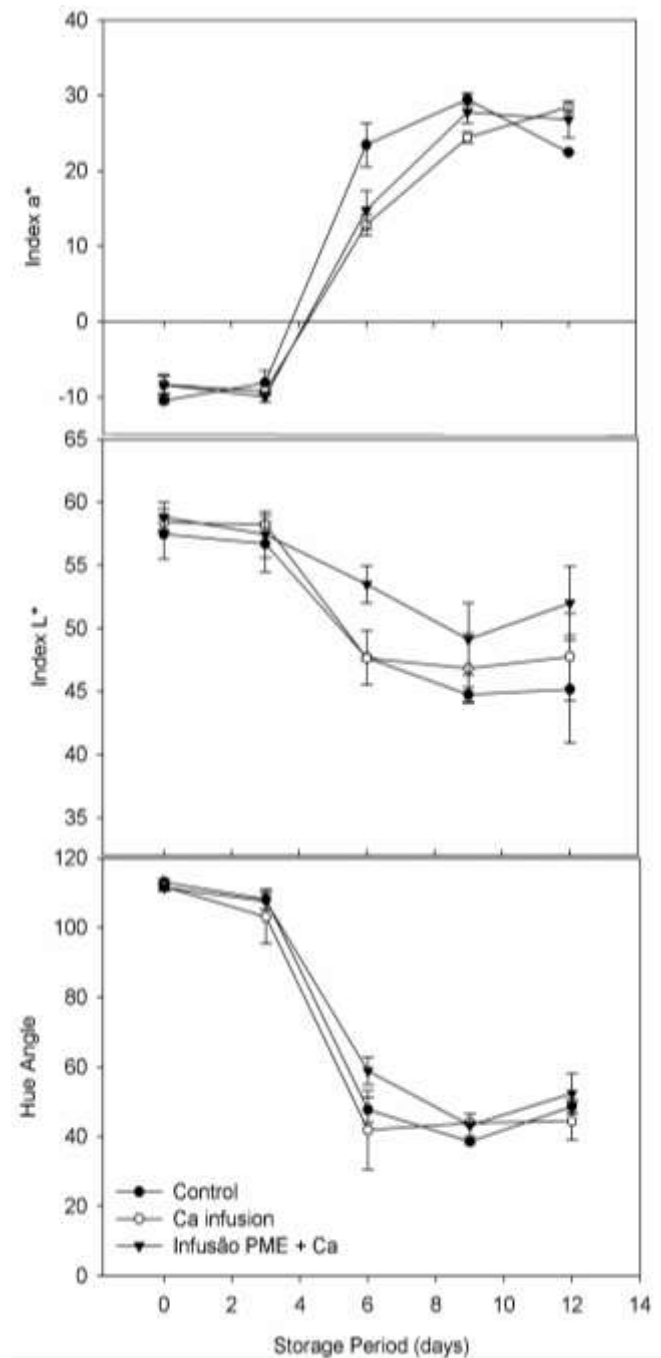 40
30
20
10
0
-10
Index a*
65
60
55
50
45
40
35
Index L*
120
100
80
60
40
20
0
Hue Angle
Control
Ca infusion
Infusão PME + Ca
0 2 4 6 8 10 12 14
Storage Period (days)